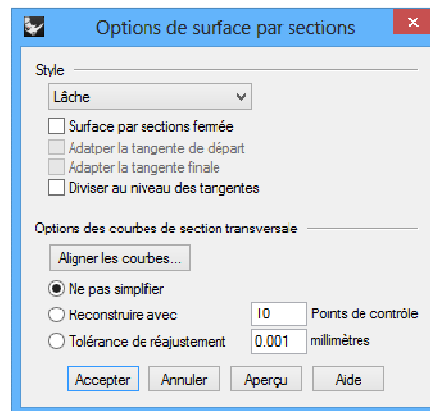 Options de surface par sections
Style
Lâche
Surface par sections fermée
Adatper la tangente de départ
Adapter la tangente finale
Diviser au niveau des tangentes
Options des courbes de section transversale
Aligner les courbes...
Ne pas simplifier
Reconstruire avec 10 Points de contrôle
Tolérance de réajustement 0.001 millimètres
Accepter Annuler Aperçu Aide